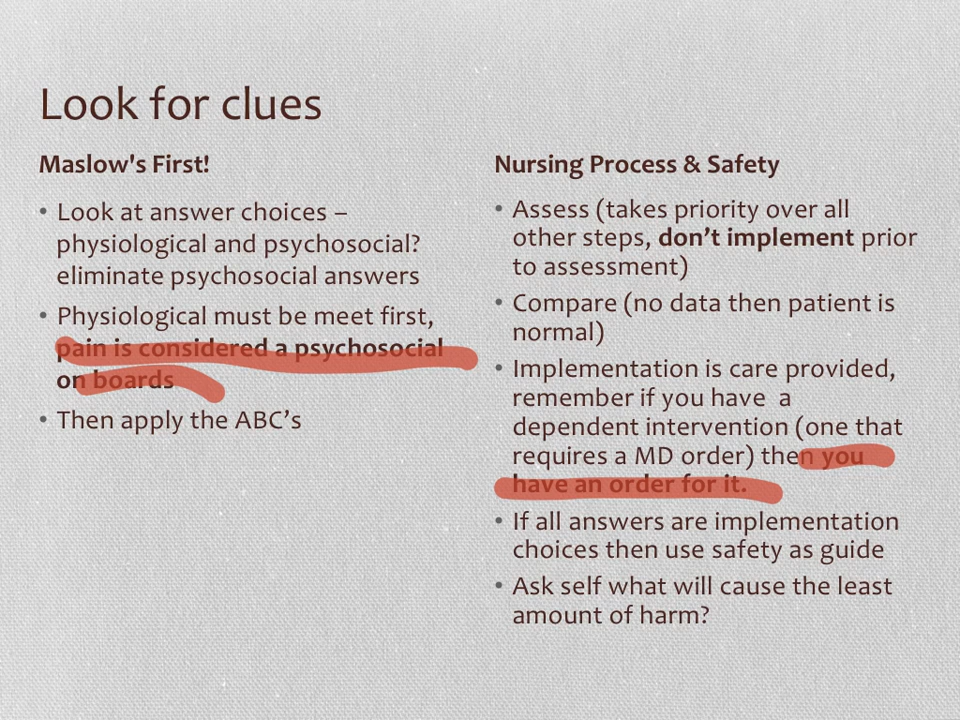 Look for clues
Maslow's First!
• Look at answer choices –
physiological and psychosocial?
eliminate psychosocial answers
• Physiological must be meet first,
pain is considered a psychosocial
on boards
• Then apply the ABC’s
Nursing Process & Safety
• Assess (takes priority over all
other steps, don’t implement prior
to assessment)
• Compare (no data then patient is
normal)
• Implementation is care provided,
remember if you have  a
dependent intervention (one that
requires a MD order) then you
have an order for it.
• If all answers are implementation
choices then use safety as guide
• Ask self what will cause the least
amount of harm?